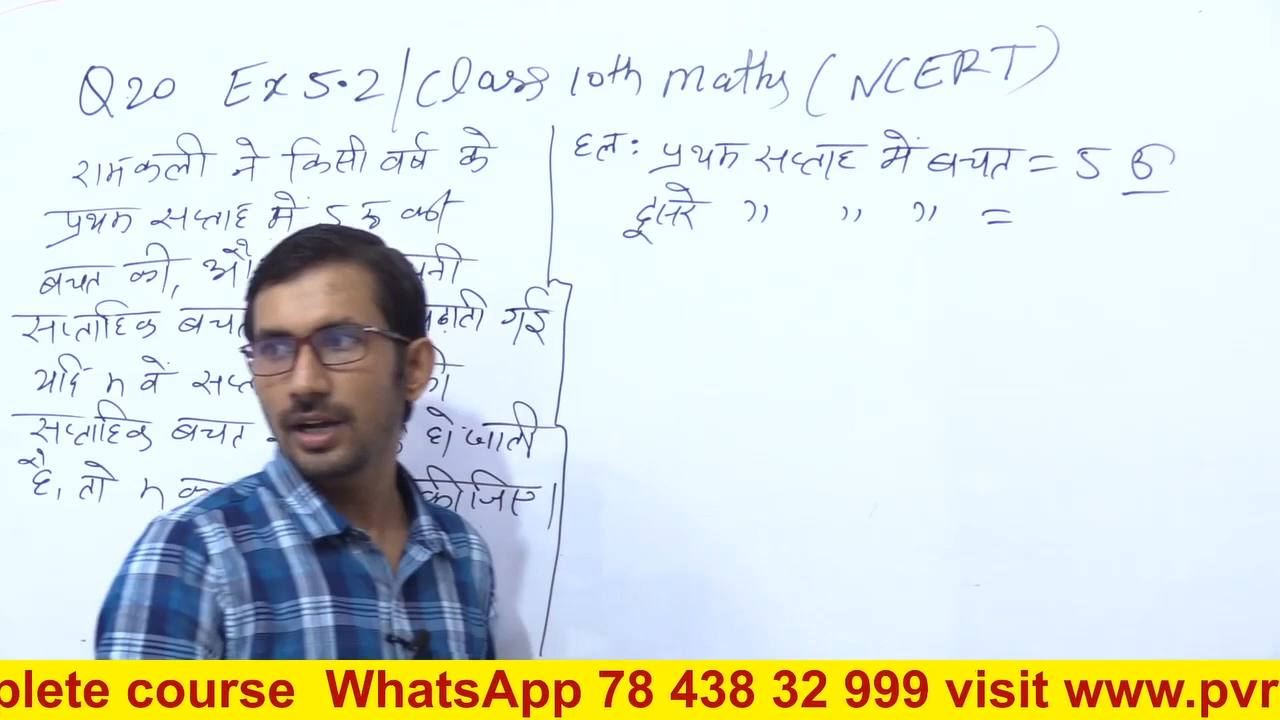 Q20 Ex 5.2 / Class 10th maths (NCERT)
रामकली ने किसी वर्ष के
प्रथम सप्ताह में 5 रु की
बचत की,
सप्ताहिक बचत गई
यदि n वें
सप्ताहिक बचत हो जाती
है, तो n कीजिए।
हल: प्रथम सप्ताह में बचत = 5 रु
दूसरे " " " =
plete course WhatsApp 78 438 32 999 visit www.pvr